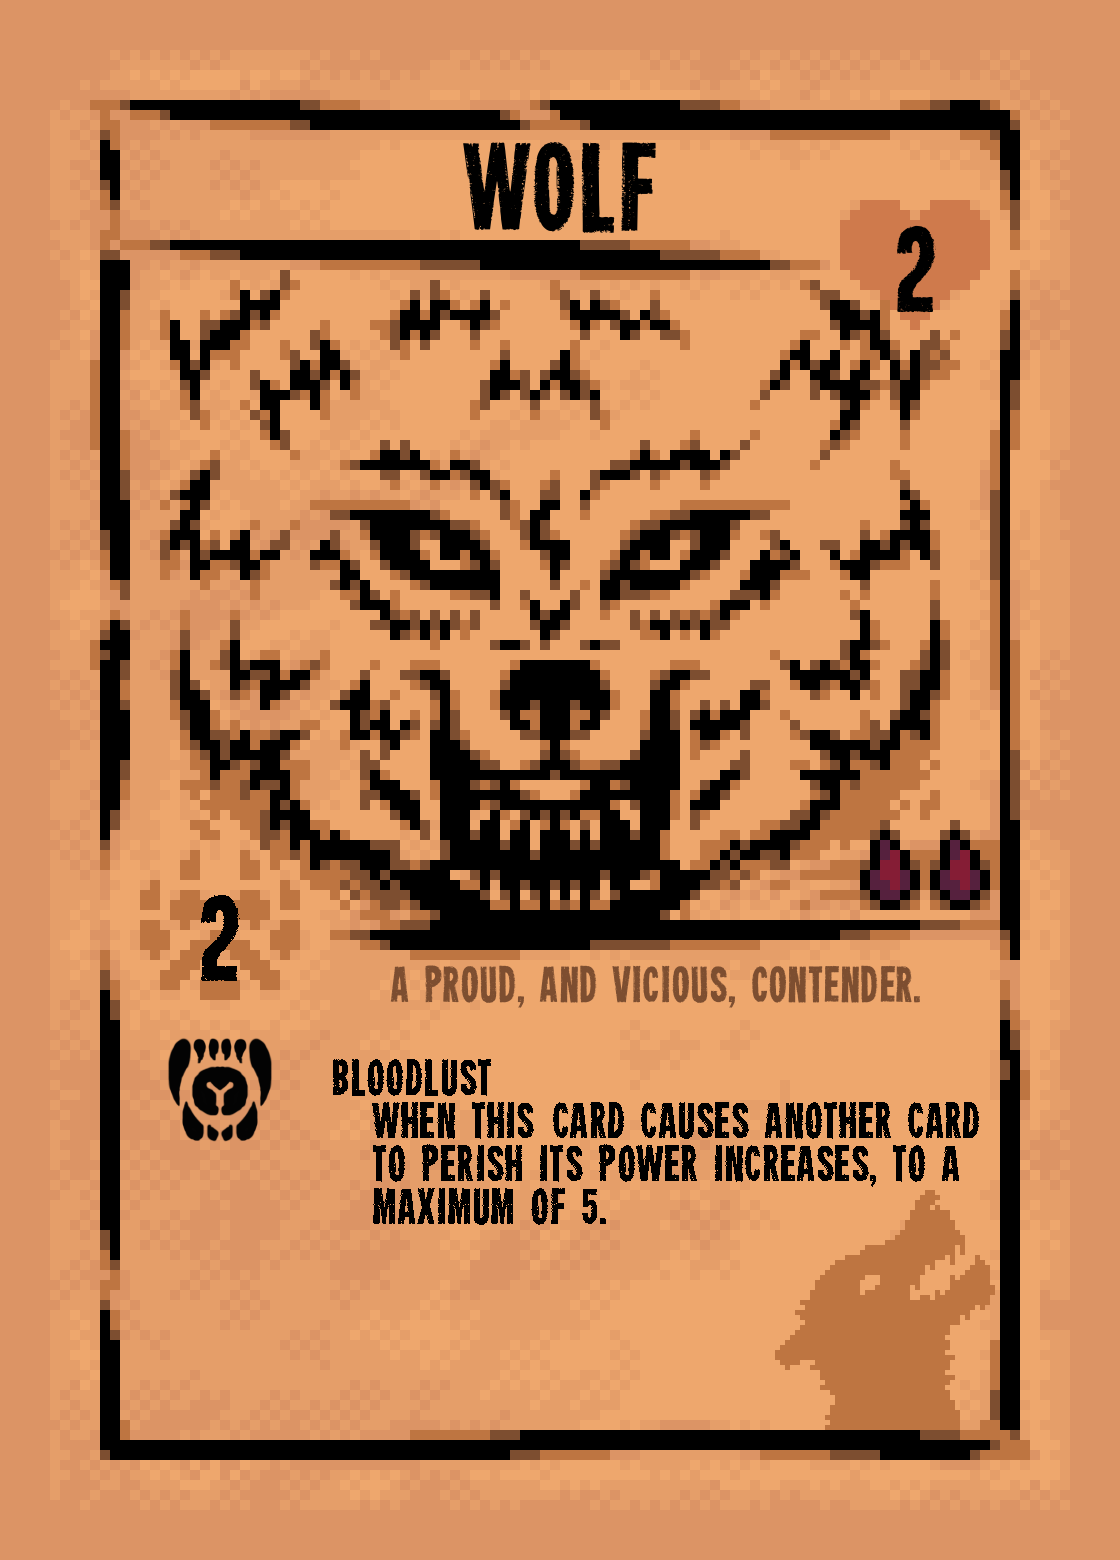 WOLF
2
2
A PROUD, AND VICIOUS, CONTENDER.
BLOODLUST
WHEN THIS CARD CAUSES ANOTHER CARD
TO PERISH ITS POWER INCREASES, TO A
MAXIMUM OF 5.